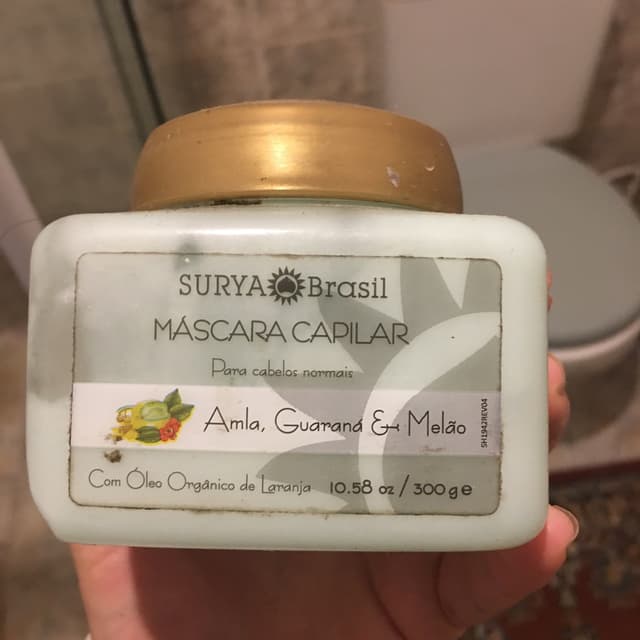 SURYA Brasil
MÁSCARA CAPILAR
Para cabelos normais
Amla, Guaraná & Melão
Com Óleo Orgânico de Laranja 10.58 oz / 300 g e
SH1942REV04